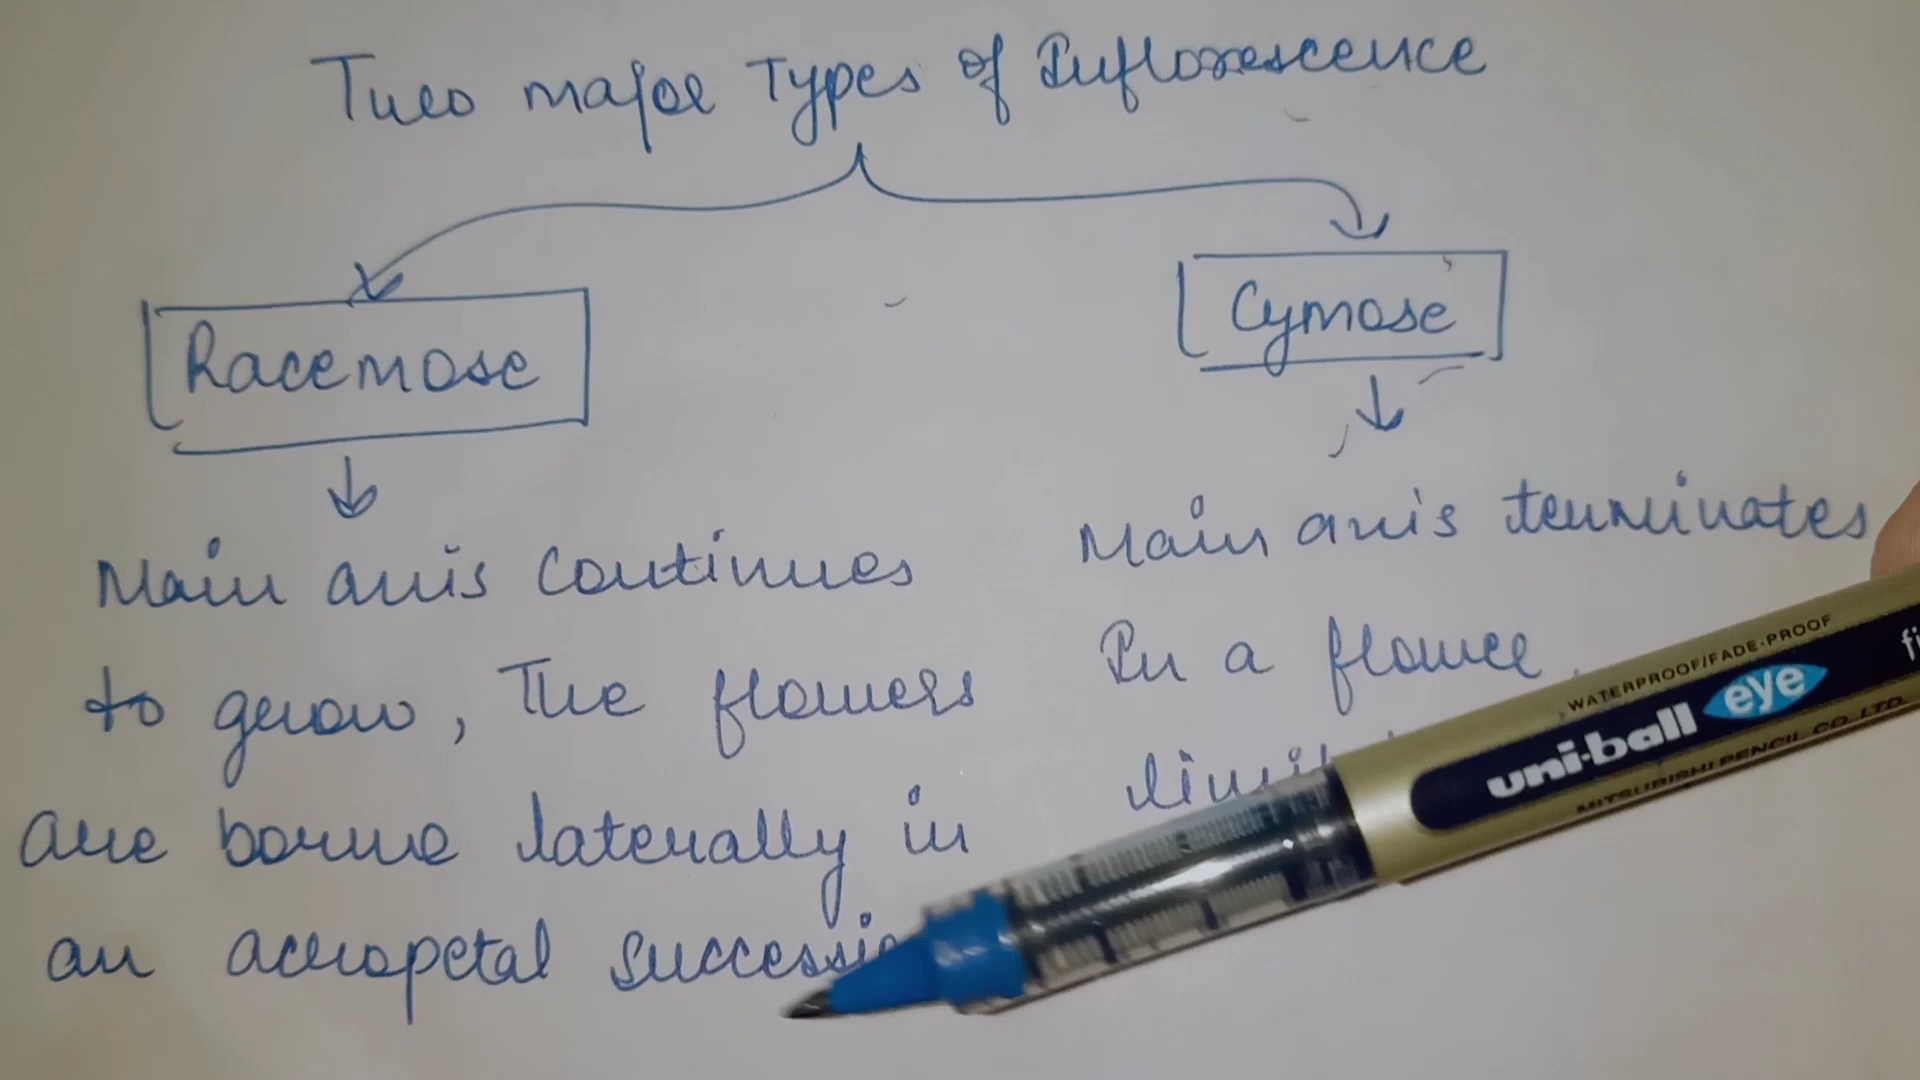 Two major Types of Inflorescence
Racemose
Cymose
Main axis continues
to grow, The flowers
are borne laterally in
an acropetal
Main axis terminates
In a flower
WATERPROOF/FADE-PROOF
uni-ball eye
MITSUBISHI PENCIL CO., LTD.